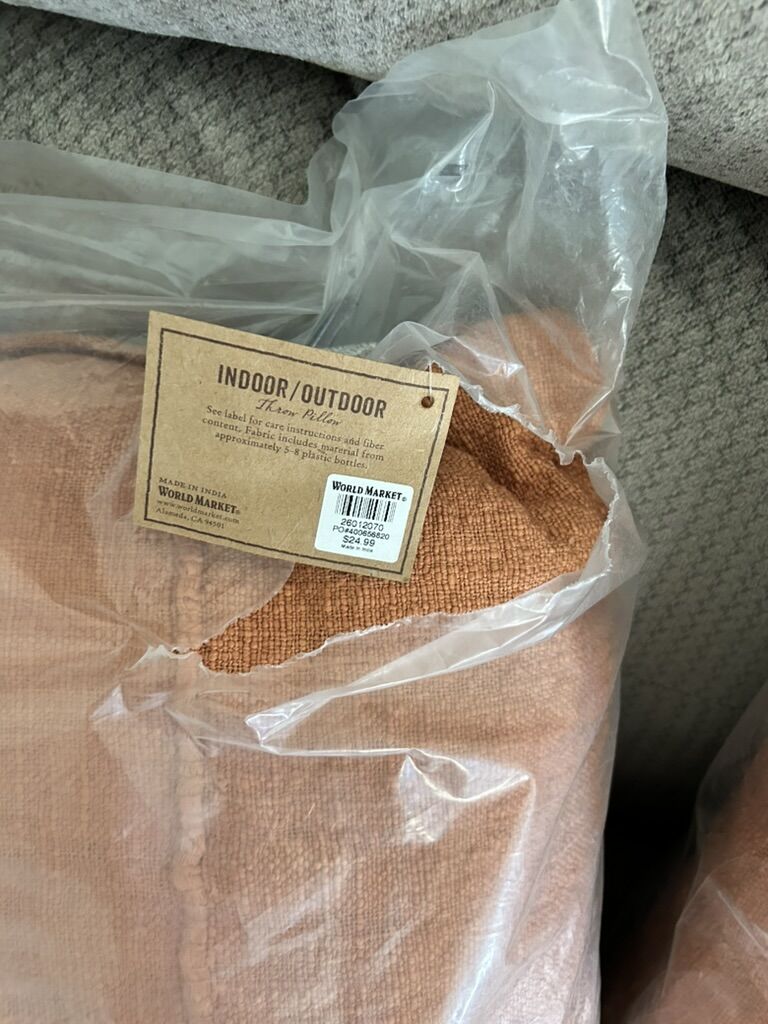 INDOOR/OUTDOOR
Throw Pillow
See label for care instructions and fiber
content. Fabric includes material from
approximately 5-8 plastic bottles.
MADE IN INDIA
WORLD MARKET®
www.worldmarket.com
Alameda, CA 94501
WORLD MARKET®
26012070
PO#400656820
$24.99
Made in India